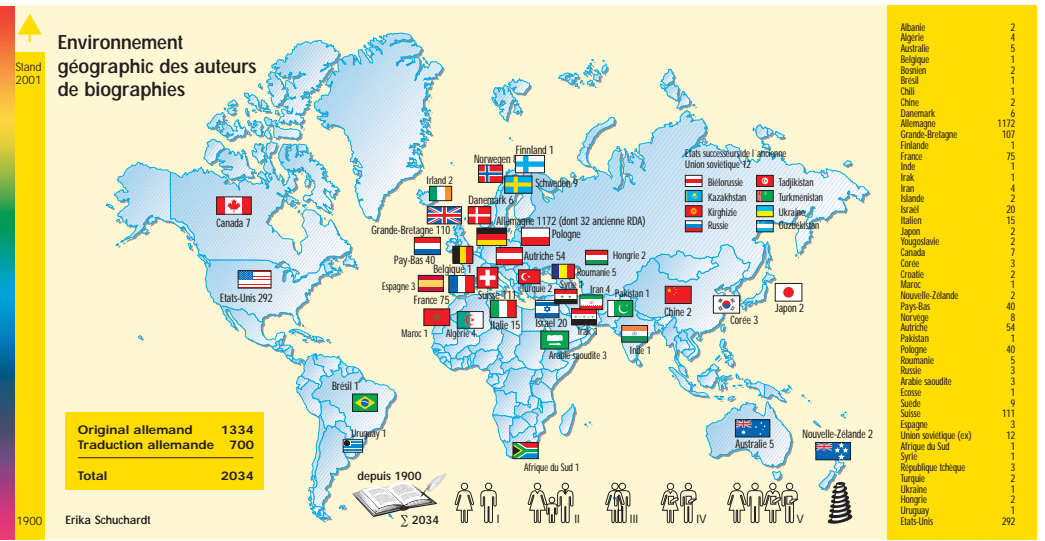 Stand
2001
1900
Environnement
géographic des auteurs
de biographies
Finnland 1
Norwegen 8
Irland 2
Schweden 9
Danemark 6
Grande-Bretagne 110
Allemagne 1172 (dont 32 ancienne RDA)
Pologne
Pay-Bas 40
Autriche 54
Hongrie 2
Belgique 1
Roumanie 5
Espagne 3
France 75
Suisse 111
Turquie 2
Syrie 1
Iran 4
Pakistan 1
Maroc 1
Algérie 4
Italie 15
Israel 20
Irak 1
Inde 1
Arabie saoudite 3
Chine 2
Corée 3
Japon 2
Canada 7
Etats-Unis 292
Brésil 1
Uruguay 1
Afrique du Sud 1
Australie 5
Nouvelle-Zélande 2
Etats successeurs de l´ancienne
Union soviétique 12
Biélorussie
Tadjikistan
Kazakhstan
Turkménistan
Kirghizie
Ukraine
Russie
Ouzbékistan
Original allemand 1334
Traduction allemande 700
Total 2034
Erika Schuchardt
depuis 1900
∑ 2034
I
II
III
IV
V
Albanie 2
Algérie 4
Australie 5
Belgique 1
Bosnien 2
Brésil 1
Chili 1
Chine 2
Danemark 6
Allemagne 1172
Grande-Bretagne 107
Finlande 1
France 75
Inde 1
Irak 1
Iran 4
Islande 2
Israël 20
Italien 15
Japon 2
Yougoslavie 2
Canada 7
Corée 3
Croatie 2
Maroc 1
Nouvelle-Zélande 2
Pays-Bas 40
Norvège 8
Autriche 54
Pakistan 1
Pologne 40
Roumanie 5
Russie 3
Arabie saoudite 3
Ecosse 1
Suède 9
Suisse 111
Espagne 3
Union soviétique (ex) 12
Afrique du Sud 1
Syrie 1
République tchèque 3
Turquie 2
Ukraine 1
Hongrie 2
Uruguay 1
Etats-Unis 292